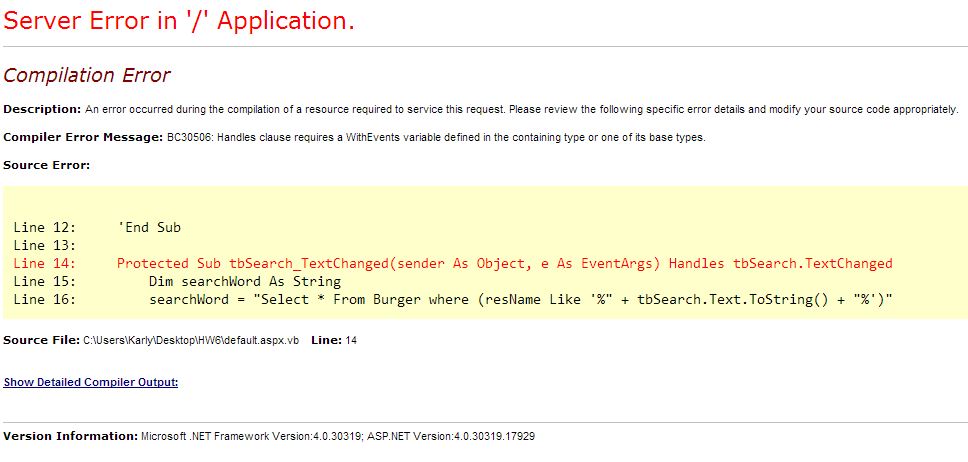 Server Error in '/' Application.
Compilation Error
Description: An error occurred during the compilation of a resource required to service this request. Please review the following specific error details and modify your source code appropriately.
Compiler Error Message: BC30506: Handles clause requires a WithEvents variable defined in the containing type or one of its base types.
Source Error:
Line 12:     'End Sub
Line 13:
Line 14:     Protected Sub tbSearch_TextChanged(sender As Object, e As EventArgs) Handles tbSearch.TextChanged
Line 15:         Dim searchWord As String
Line 16:         searchWord = "Select * From Burger where (resName Like '%" + tbSearch.Text.ToString() + "%')"
Source File: C:\Users\Karly\Desktop\HW6\default.aspx.vb    Line: 14
Show Detailed Compiler Output:
Version Information: Microsoft .NET Framework Version:4.0.30319; ASP.NET Version:4.0.30319.17929